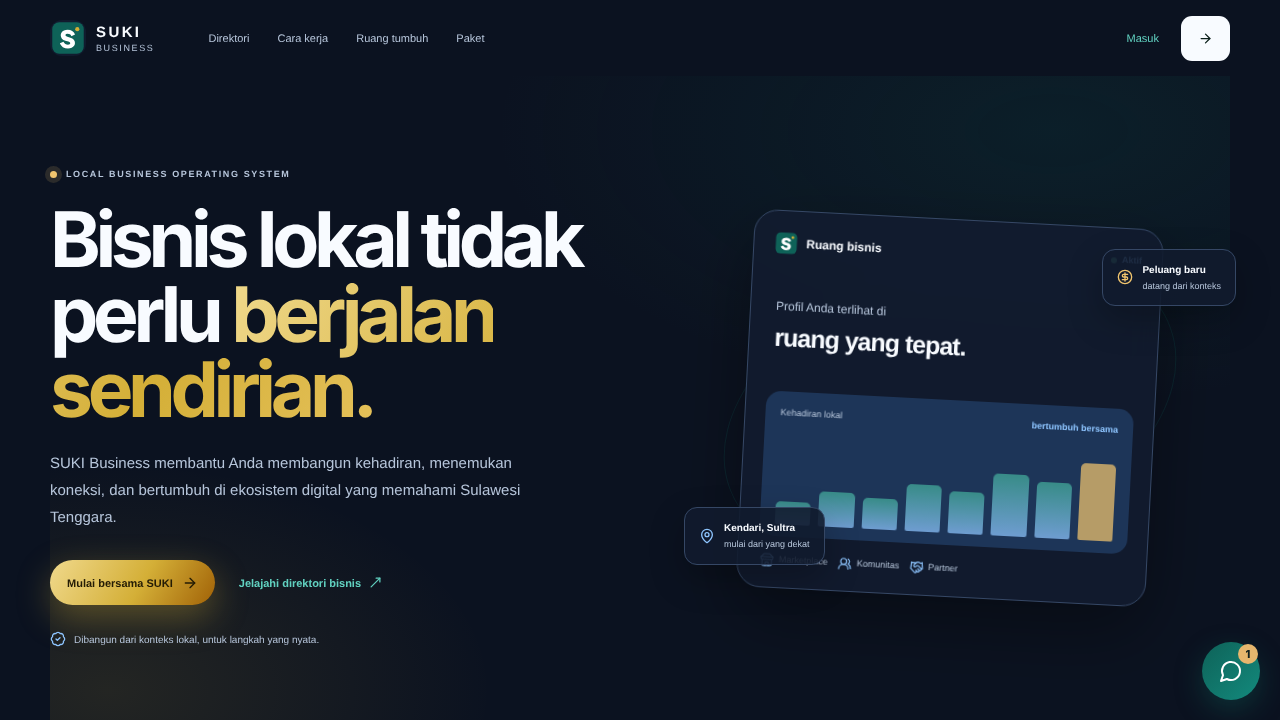 SUKI
BUSINESS
Direktori
Cara kerja
Ruang tumbuh
Paket
Masuk
LOCAL BUSINESS OPERATING SYSTEM
Bisnis lokal tidak
perlu berjalan
sendirian.
SUKI Business membantu Anda membangun kehadiran, menemukan
koneksi, dan bertumbuh di ekosistem digital yang memahami Sulawesi
Tenggara.
Mulai bersama SUKI
Jelajahi direktori bisnis
Dibangun dari konteks lokal, untuk langkah yang nyata.
Ruang bisnis
Peluang baru
datang dari konteks
Profil Anda terlihat di
ruang yang tepat.
Kehadiran lokal
bertumbuh bersama
Kendari, Sultra
mulai dari yang dekat
Komunitas
Partner
1